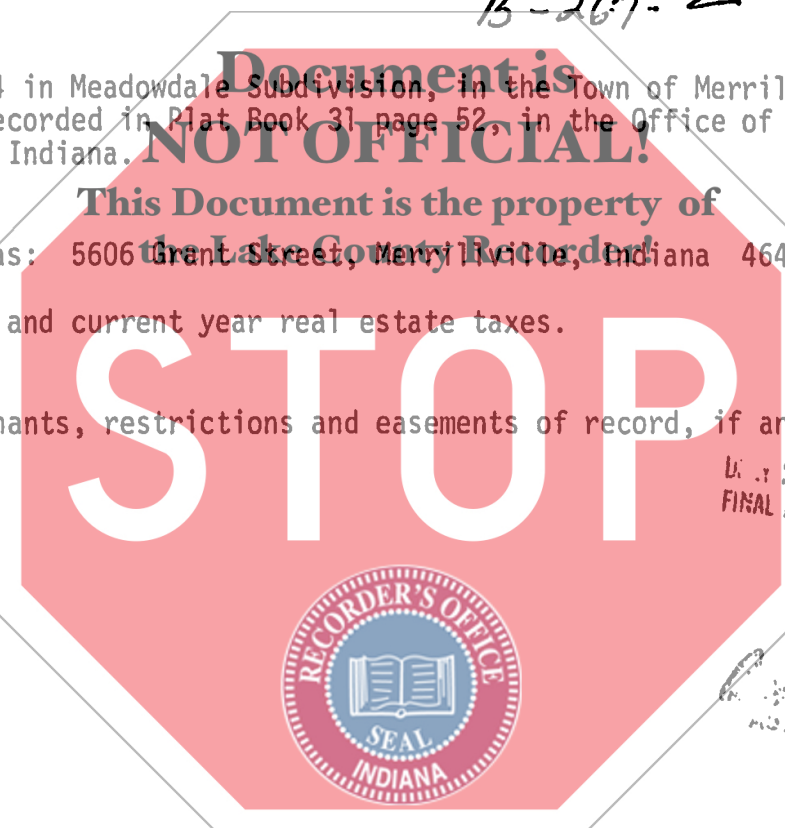 B-267-2
Document is
4 in Meadowdale Subdivision, in the Town of Merril
ecorded in Plat Book 31 page 52, in the Office of
NOT OFFICIAL!
Indiana.
This Document is the property of
the Lake County Recorder!
as: 5606 Grant Street, Merrillville, Indiana 464
and current year real estate taxes.
nants, restrictions and easements of record, if an
STOP
FINAL
RECORDER'S OFFICE
SEAL
INDIANA